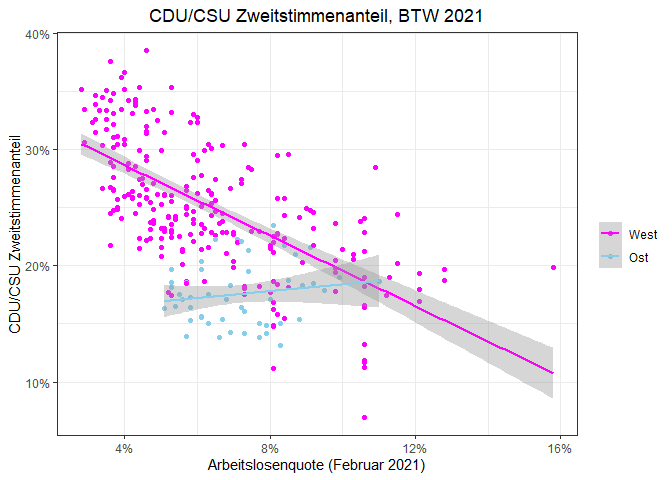 CDU/CSU Zweitstimmenanteil, BTW 2021
40%
30%
20%
10%
CDU/CSU Zweitstimmenanteil
4%
8%
12%
16%
Arbeitslosenquote (Februar 2021)
West
Ost